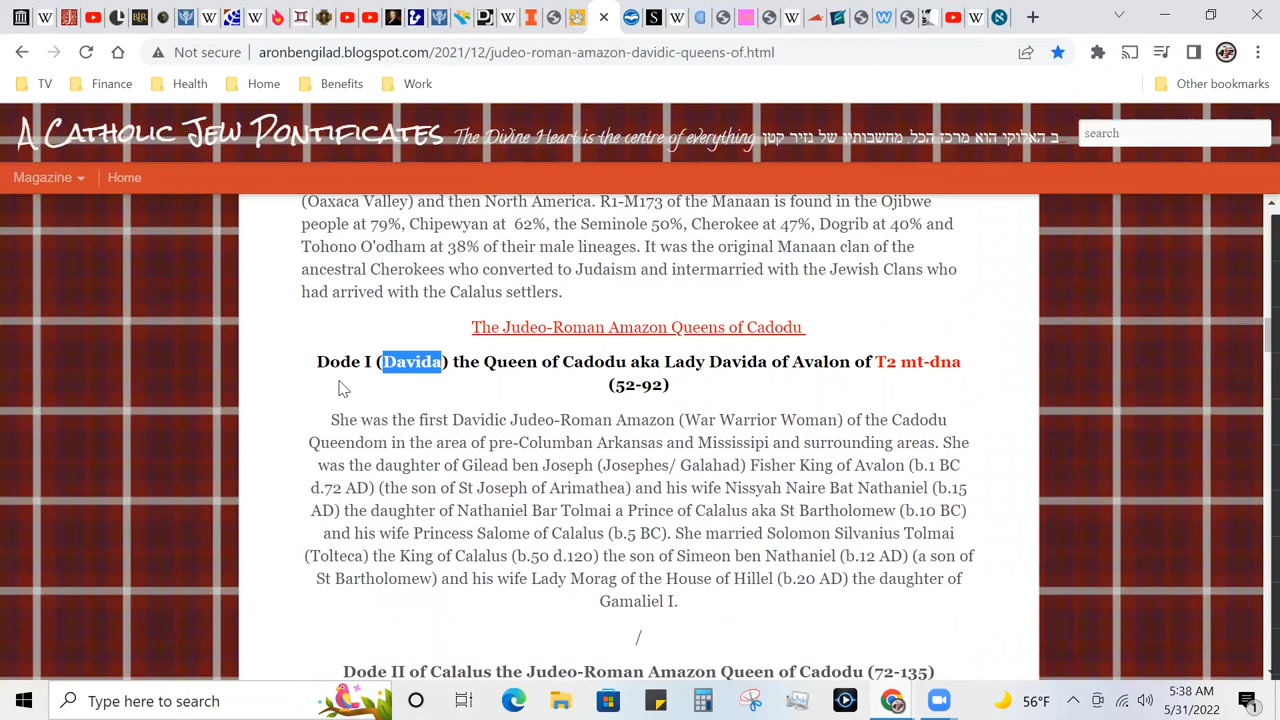 Not secure
aronbengilad.blogspot.com/2021/12/judeo-roman-amazon-davidic-queens-of.html
TV Finance Health Home Benefits Work Other bookmarks
A Catholic Jew Pontificates The Divine Heart is the centre of everything ב האלוקי הוא מרכז הכל. מחשבותיו של נזיר קטן
search
Magazine Home
(Oaxaca Valley) and then North America. R1-M173 of the Manaan is found in the Ojibwe
people at 79%, Chipewyan at 62%, the Seminole 50%, Cherokee at 47%, Dogrib at 40% and
Tohono O'odham at 38% of their male lineages. It was the original Manaan clan of the
ancestral Cherokees who converted to Judaism and intermarried with the Jewish Clans who
had arrived with the Calalus settlers.
The Judeo-Roman Amazon Queens of Cadodu
Dode I (Davida) the Queen of Cadodu aka Lady Davida of Avalon of T2 mt-dna
(52-92)
She was the first Davidic Judeo-Roman Amazon (War Warrior Woman) of the Cadodu
Queendom in the area of pre-Columban Arkansas and Mississipi and surrounding areas. She
was the daughter of Gilead ben Joseph (Josephes/ Galahad) Fisher King of Avalon (b.1 BC
d.72 AD) (the son of St Joseph of Arimathea) and his wife Nissyah Naire Bat Nathaniel (b.15
AD) the daughter of Nathaniel Bar Tolmai a Prince of Calalus aka St Bartholomew (b.10 BC)
and his wife Princess Salome of Calalus (b.5 BC). She married Solomon Silvanius Tolmai
(Tolteca) the King of Calalus (b.50 d.120) the son of Simeon ben Nathaniel (b.12 AD) (a son of
St Bartholomew) and his wife Lady Morag of the House of Hillel (b.20 AD) the daughter of
Gamaliel I.
/
Dode II of Calalus the Judeo-Roman Amazon Queen of Cadodu (72-135)
Type here to search
56°F
5:38 AM
5/31/2022